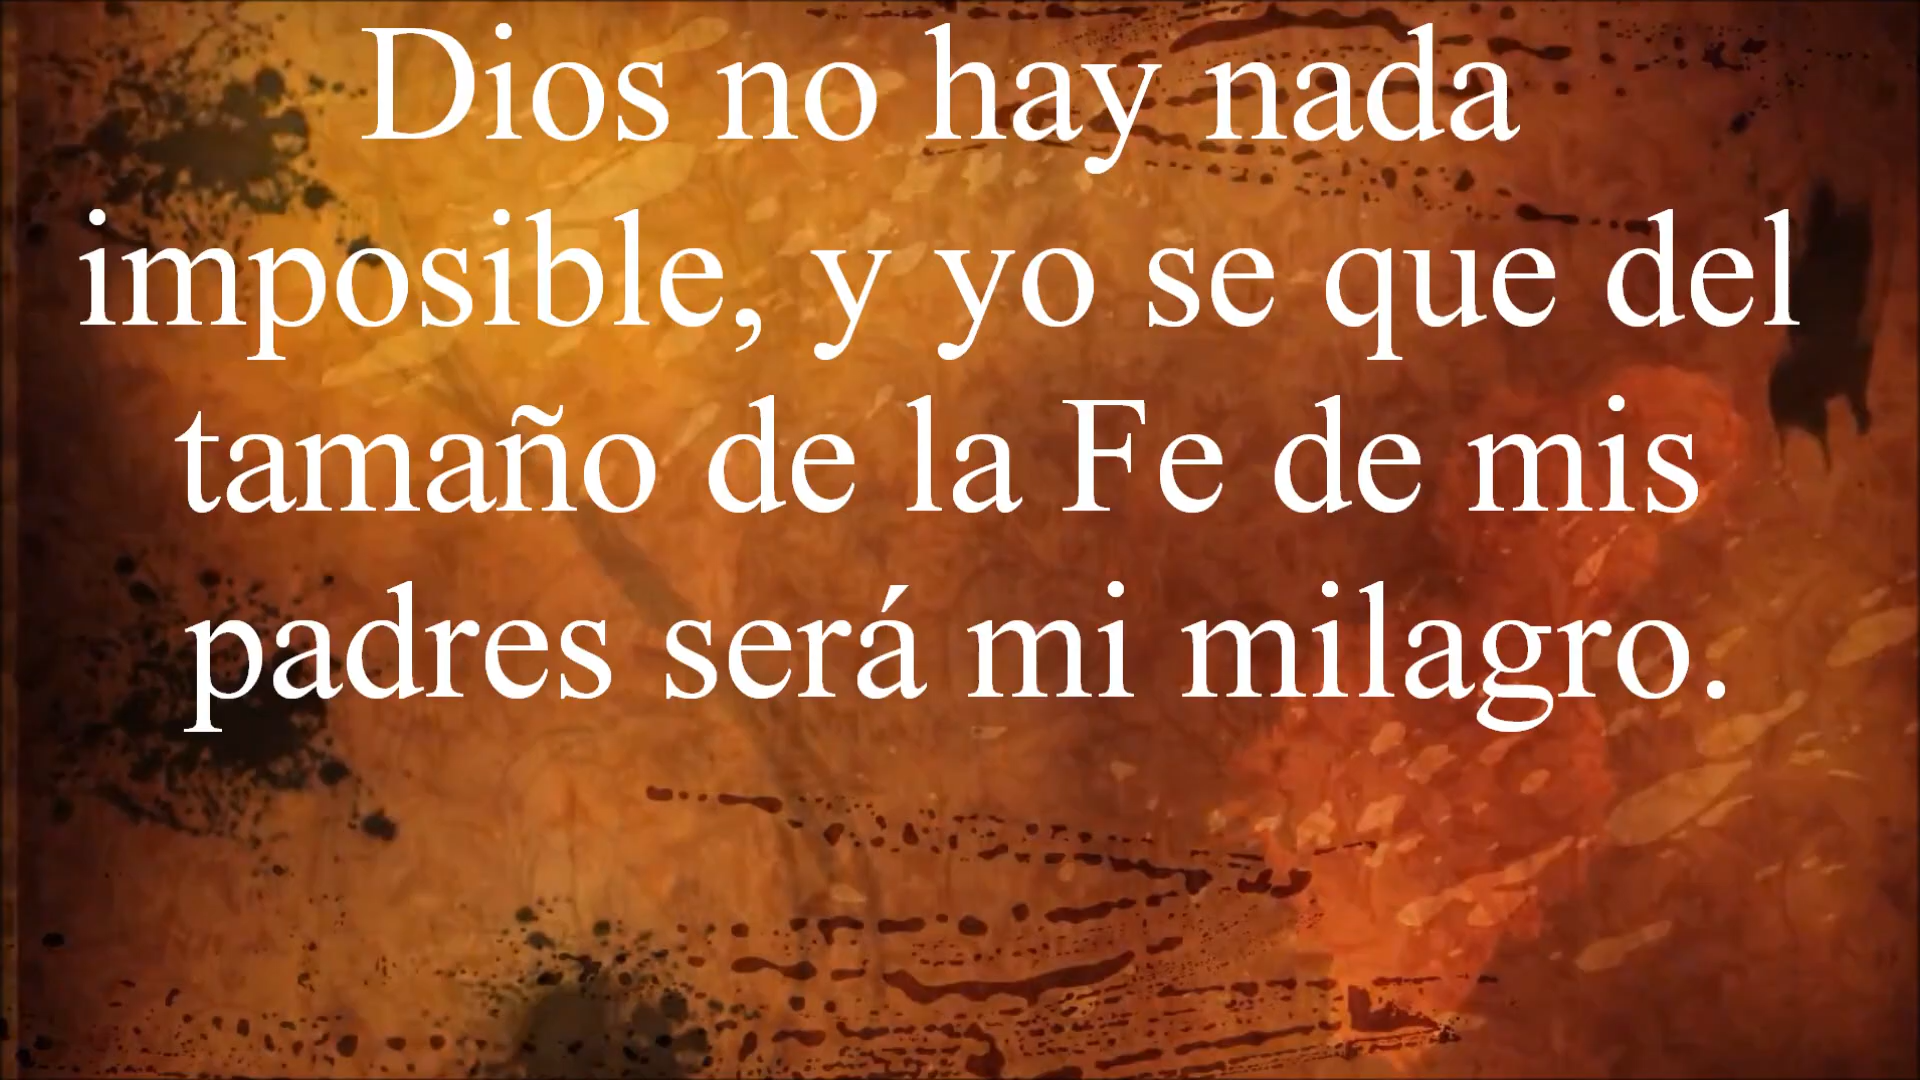 Dios no hay nada
imposible, y yo se que del
tamaño de la Fe de mis
padres será mi milagro.